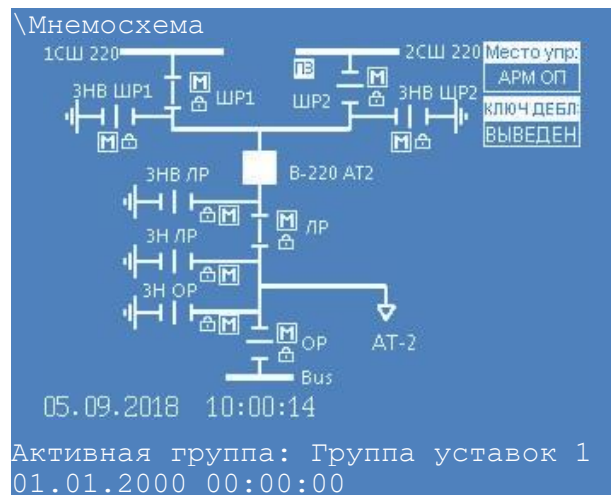 \Мнемосхема
1СШ 220
2СШ 220
Место упр:
ПЗ
М
М
АРМ ОП
ЗНВ ШР1
ШР1
ШР2
ЗНВ ШР2
КЛЮЧ ДЕБЛ:
М
М
ВЫВЕДЕН
ЗНВ ЛР
В-220 АТ2
М
М
ЛР
ЗН ЛР
М
ЗН ОР
М
М
ОР
АТ-2
Bus
05.09.2018 10:00:14
Активная группа: Группа уставок 1
01.01.2000 00:00:00